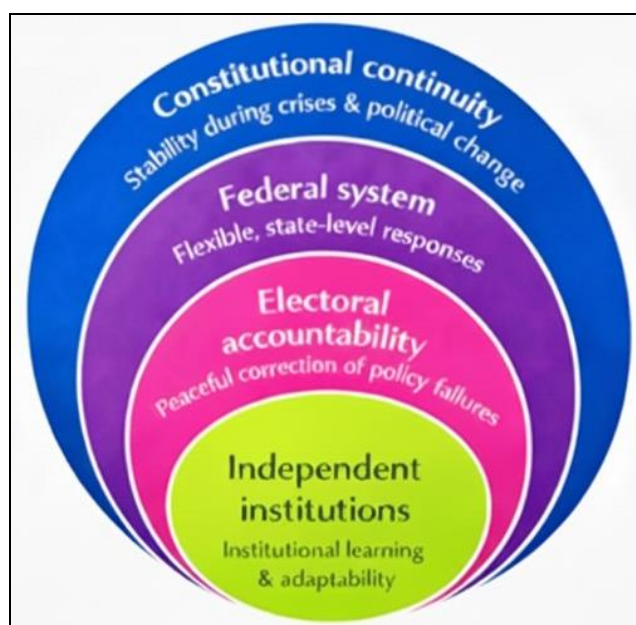 Constitutional continuity
Stability during crises & political change
Federal system
Flexible, state-level responses
Electoral
accountability
Peaceful correction of policy failures
Independent
institutions
Institutional learning
& adaptability